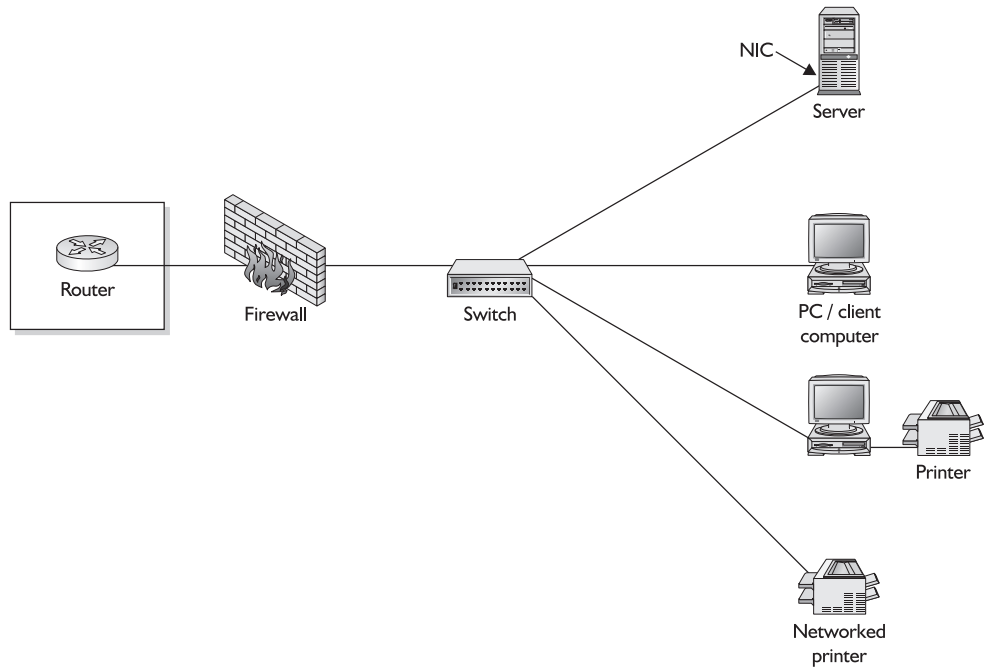 NIC
Server
Router
Firewall
Switch
PC / client
computer
Printer
Networked
printer